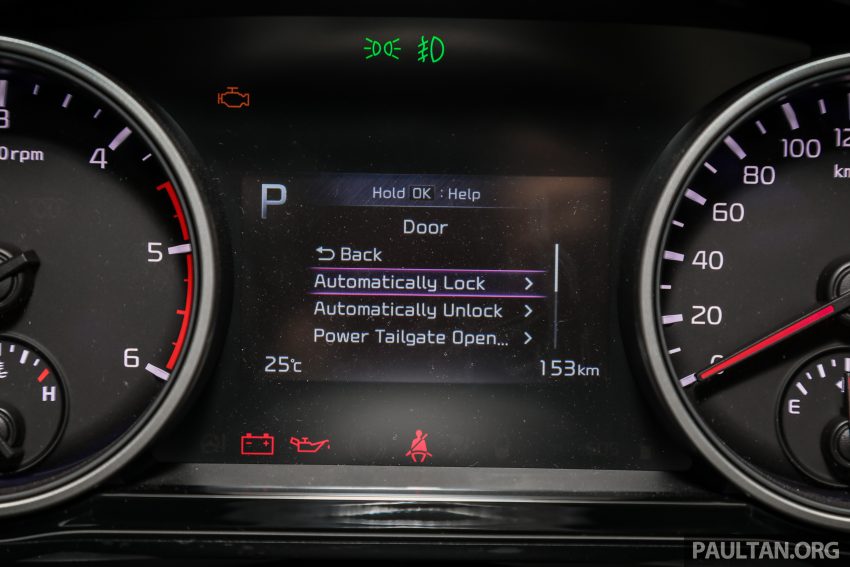 Hold OK : Help
P
Door
Back
Automatically Lock >
Automatically Unlock >
Power Tailgate Open... >
25℃
153km
4
5
6
H
0
20
40
60
80
100
E
PAULTAN.ORG